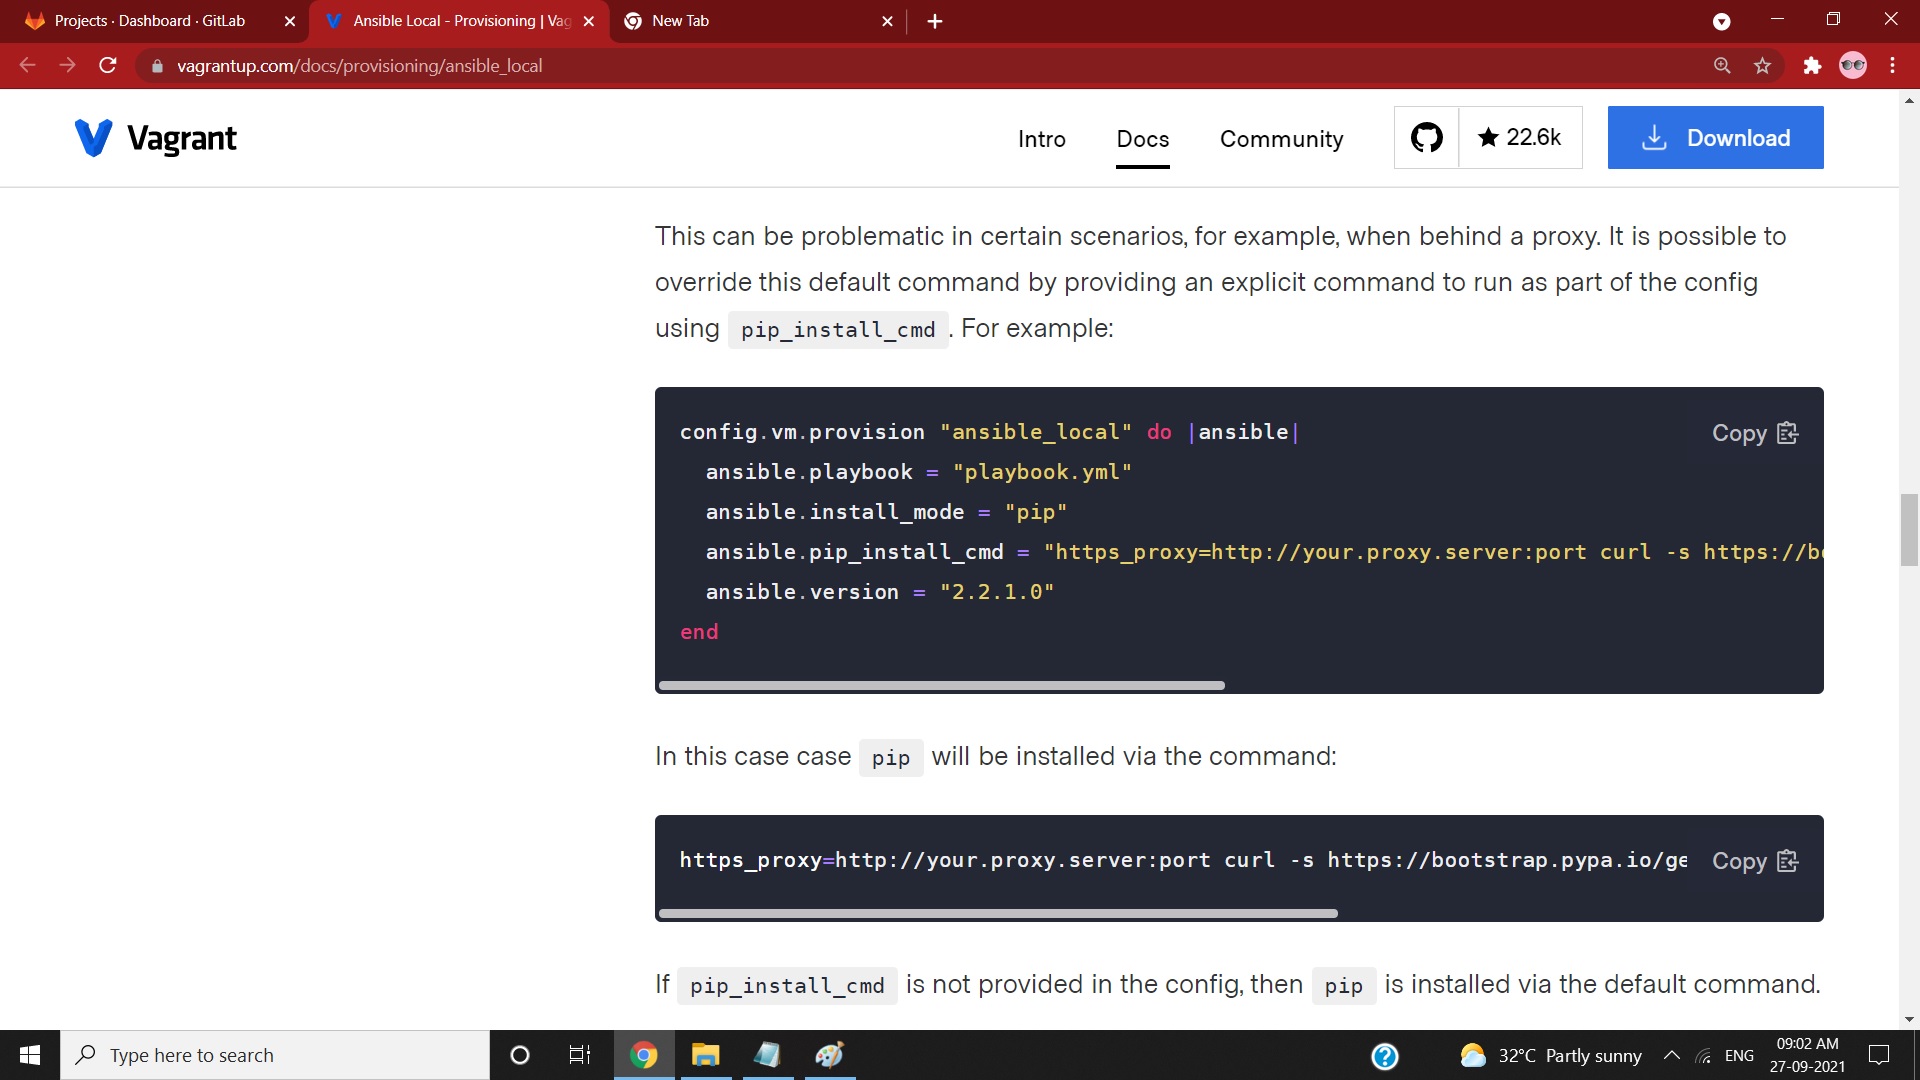 Projects · Dashboard · GitLab
Ansible Local - Provisioning | Vag
New Tab
vagrantup.com/docs/provisioning/ansible_local
Vagrant
Intro
Docs
Community
22.6k
Download
This can be problematic in certain scenarios, for example, when behind a proxy. It is possible to
override this default command by providing an explicit command to run as part of the config
using pip_install_cmd . For example:
config.vm.provision "ansible_local" do |ansible|
Copy
ansible.playbook = "playbook.yml"
ansible.install_mode = "pip"
ansible.pip_install_cmd = "https_proxy=http://your.proxy.server:port curl -s https://bo
ansible.version = "2.2.1.0"
end
In this case case pip will be installed via the command:
https_proxy=http://your.proxy.server:port curl -s https://bootstrap.pypa.io/ge
Copy
If pip_install_cmd is not provided in the config, then pip is installed via the default command.
Type here to search
32°C Partly sunny
ENG
09:02 AM
27-09-2021